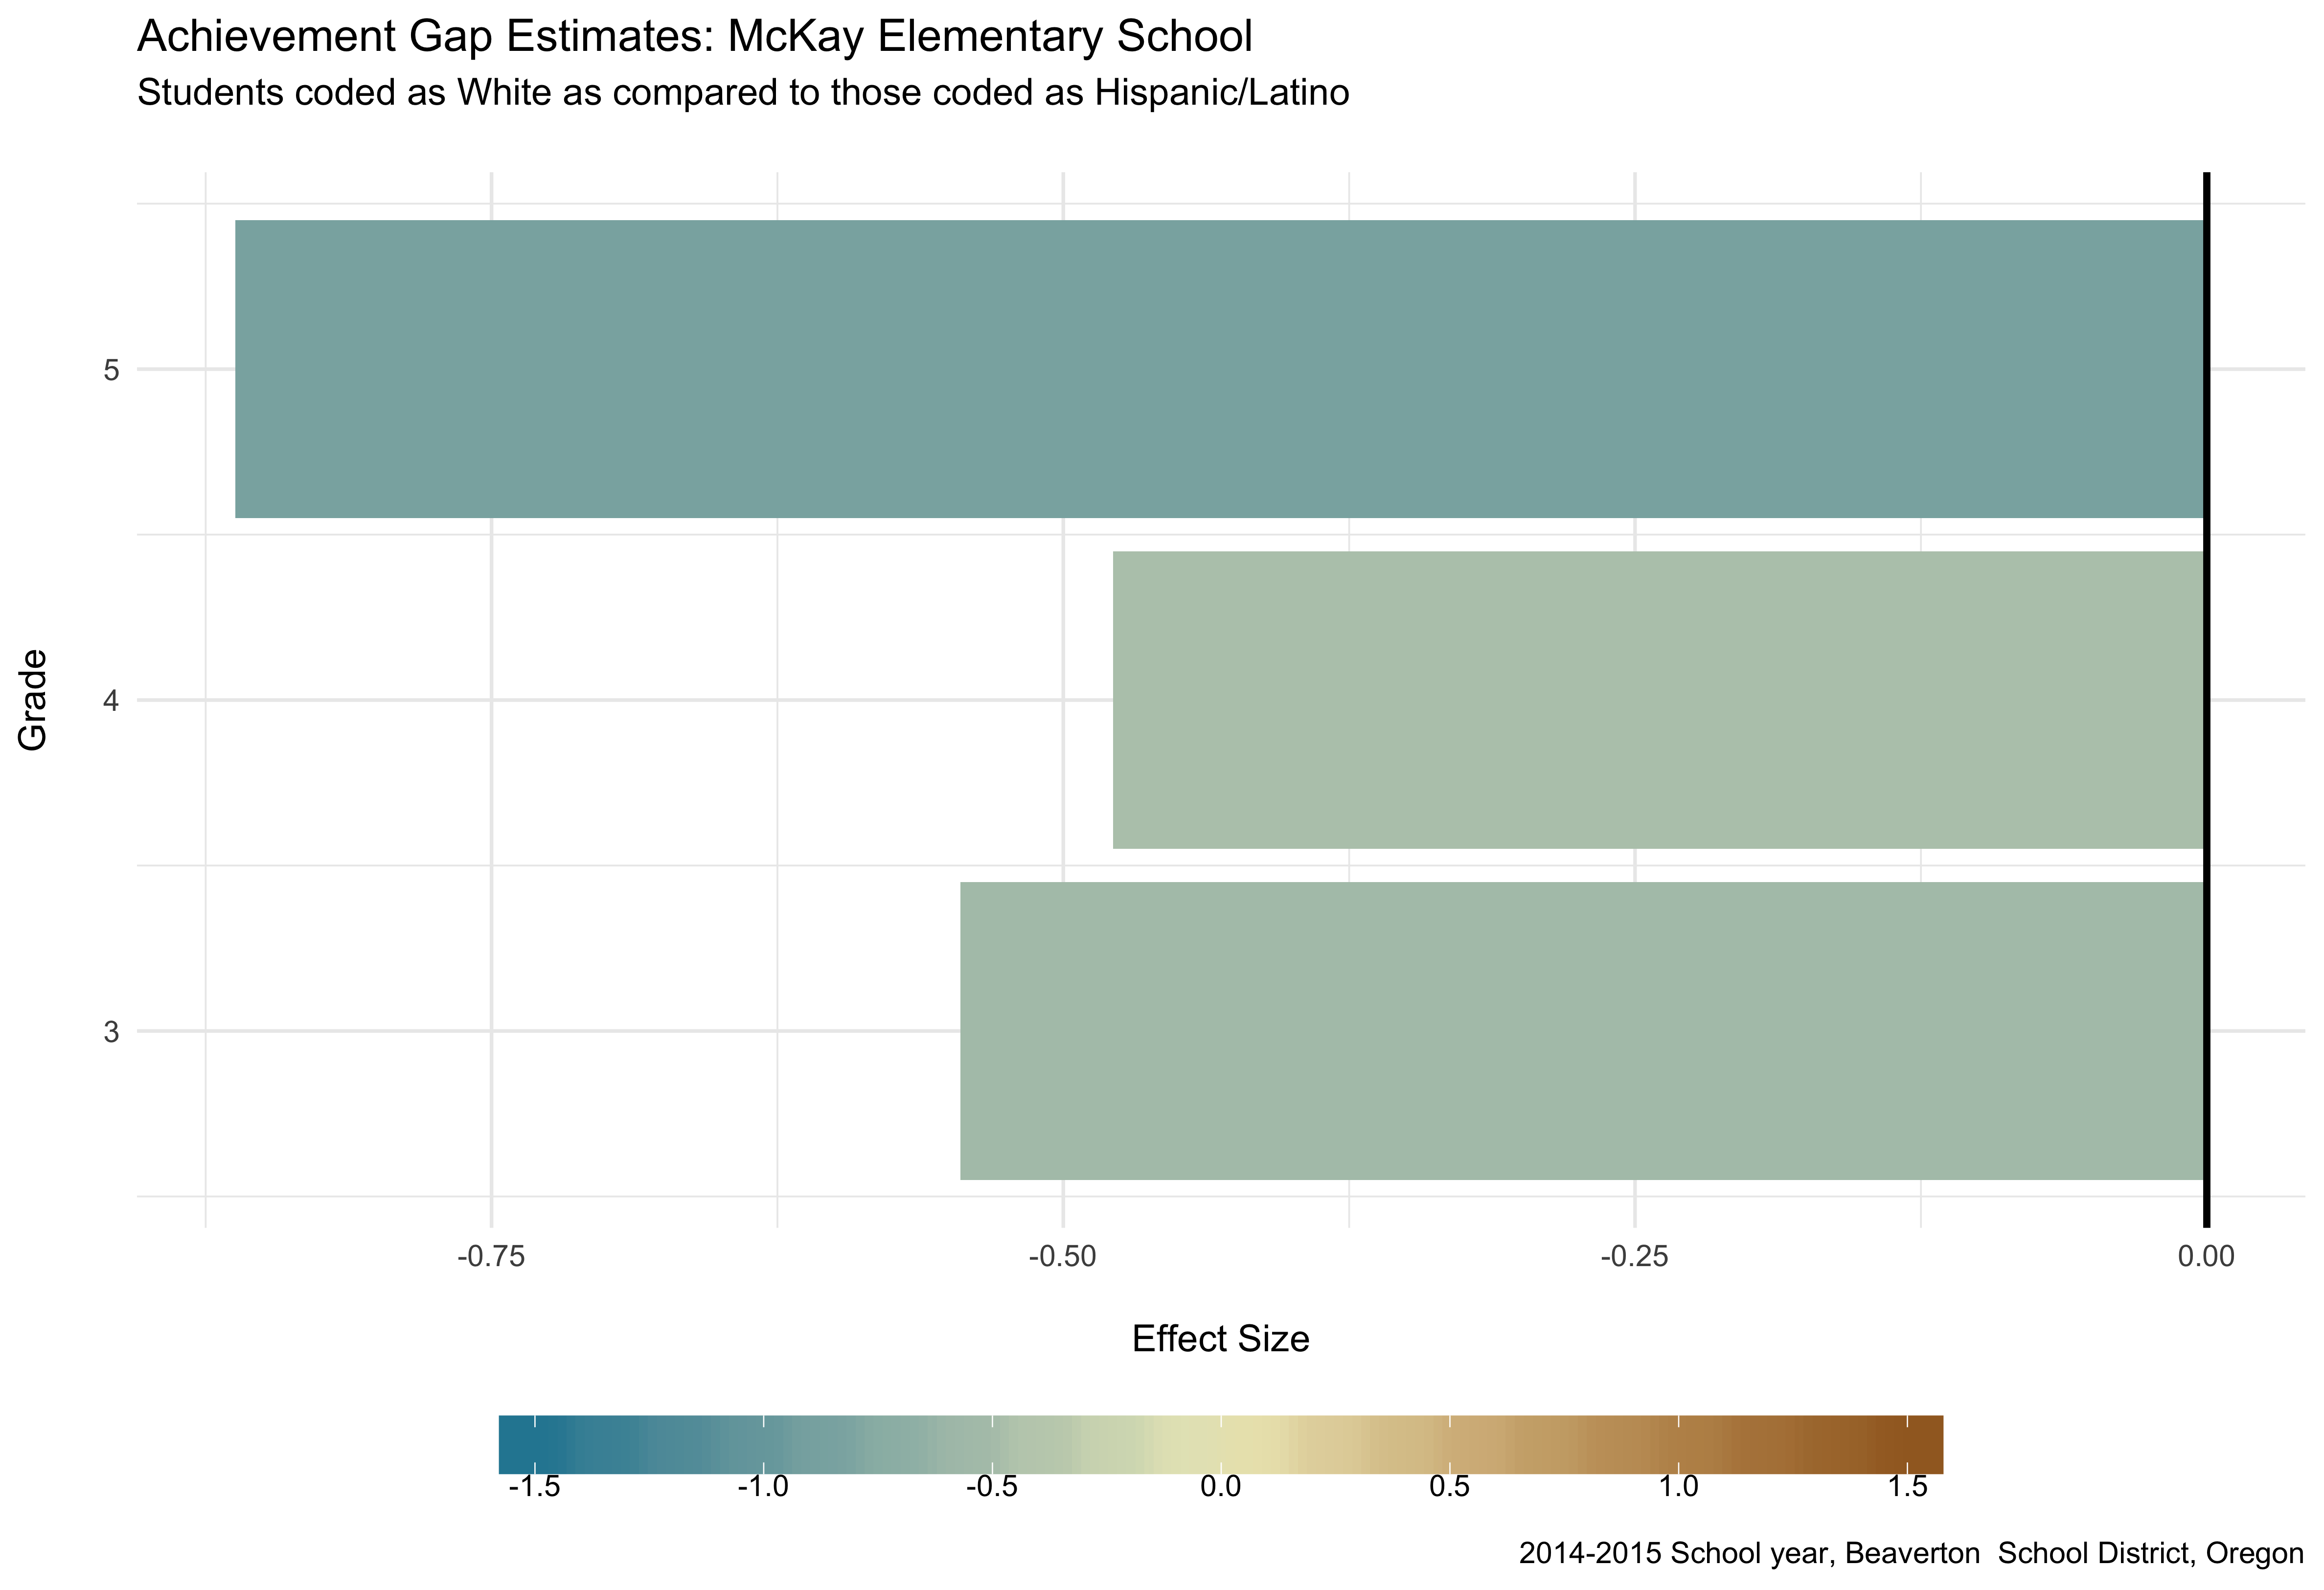 Achievement Gap Estimates: McKay Elementary School
Students coded as White as compared to those coded as Hispanic/Latino
Grade
5
4
3
-0.75 -0.50 -0.25 0.00
Effect Size
-1.5 -1.0 -0.5 0.0 0.5 1.0 1.5
2014-2015 School year, Beaverton  School District, Oregon